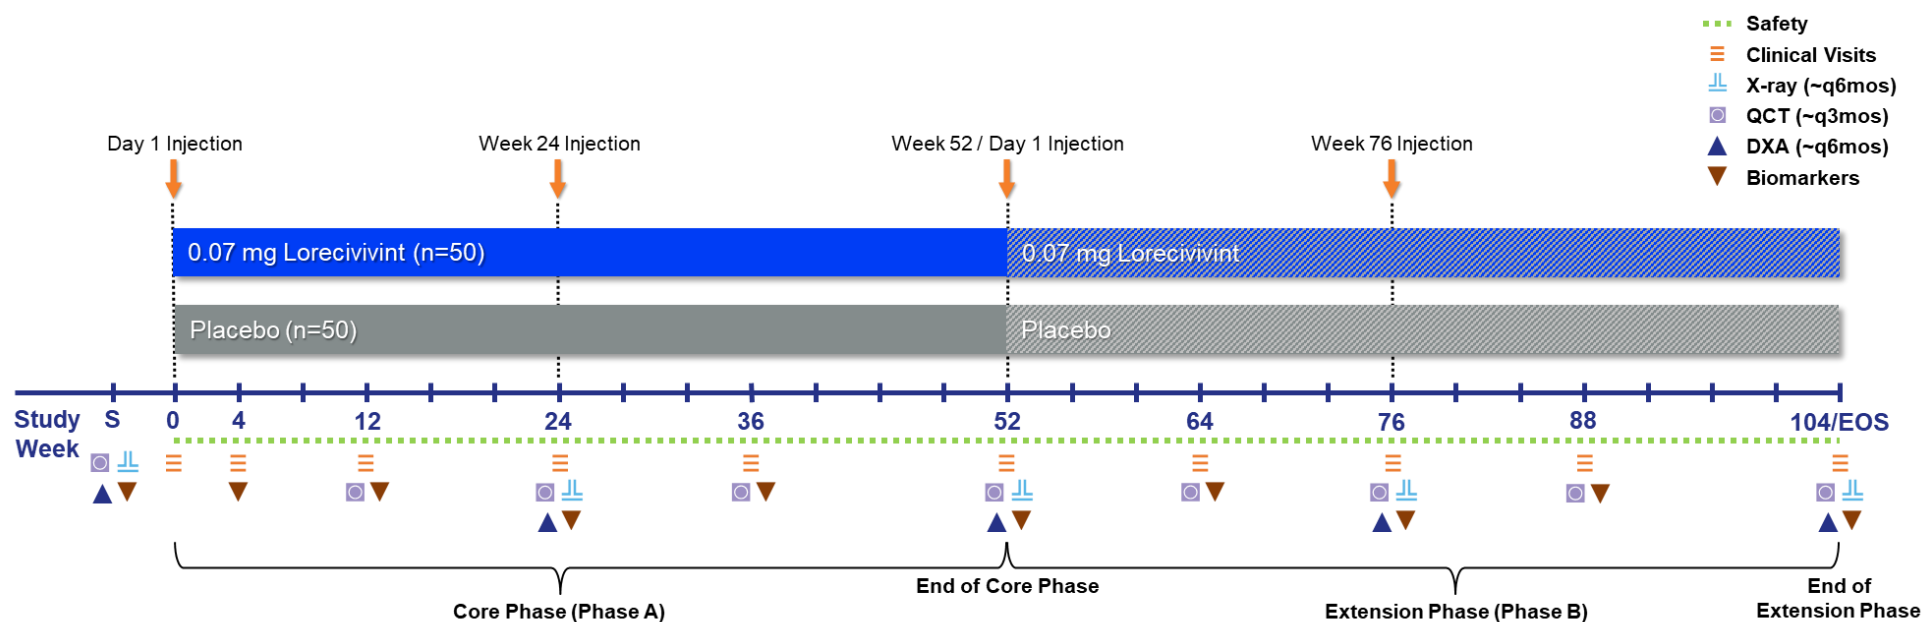 Safety
Clinical Visits
X-ray (~q6mos)
QCT (~q3mos)
DXA (~q6mos)
Biomarkers
Day 1 Injection
Week 24 Injection
Week 52 / Day 1 Injection
Week 76 Injection
0.07 mg Lorecivivint (n=50)
0.07 mg Lorecivivint
Placebo (n=50)
Placebo
Study Week
S
0
4
12
24
36
52
64
76
88
104/EOS
End of Core Phase
Core Phase (Phase A)
Extension Phase (Phase B)
End of
Extension Phase